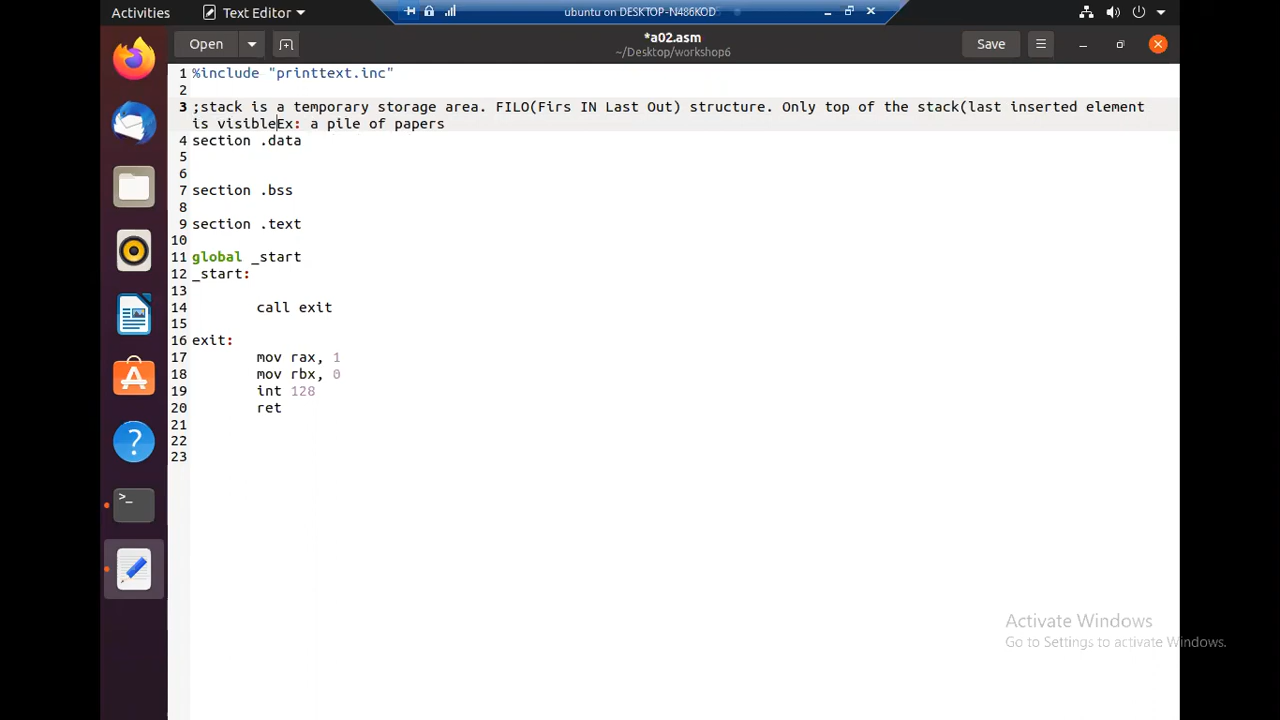 Activities
Text Editor
ubuntu on DESKTOP-N486KOD
Open
*a02.asm
~/Desktop/workshop6
Save
1 %include "printtext.inc"
2
3 ;stack is a temporary storage area. FILO(Firs IN Last Out) structure. Only top of the stack(last inserted element
is visibleEx: a pile of papers
4 section .data
5
6
7 section .bss
8
9 section .text
10
11 global _start
12 _start:
13
14 call exit
15
16 exit:
17 mov rax, 1
18 mov rbx, 0
19 int 128
20 ret
21
22
23
Activate Windows
Go to Settings to activate Windows.